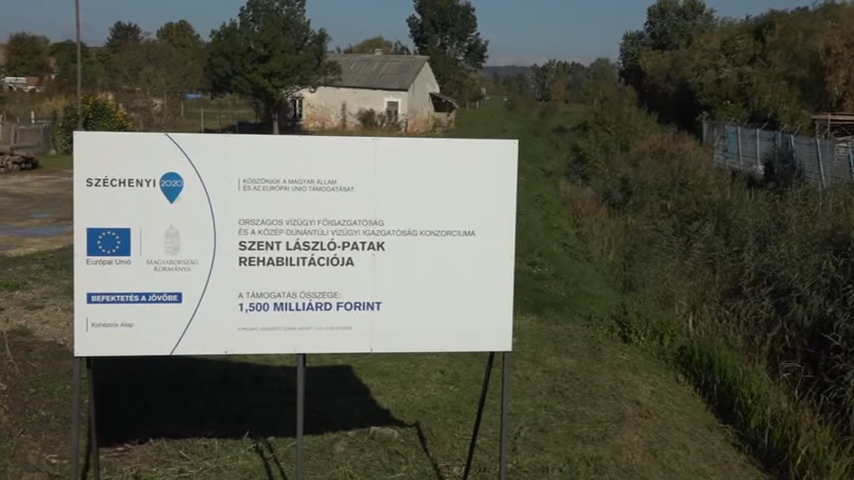 SZÉCHENYI 2020
KÖSZÖNJÜK A MAGYAR ÁLLAM
ÉS AZ EURÓPAI UNIÓ TÁMOGATÁSÁT.
ORSZÁGOS VÍZÜGYI FŐIGAZGATÓSÁG
ÉS A KÖZÉP-DUNÁNTÚLI VÍZÜGYI IGAZGATÓSÁG KONZORCIUMA
SZENT LÁSZLÓ-PATAK
REHABILITÁCIÓJA
Európai Unió
MAGYARORSZÁG
KORMÁNYA
BEFEKTETÉS A JÖVŐBE
Kohéziós Alap
A TÁMOGATÁS ÖSSZEGE:
1,500 MILLIÁRD FORINT